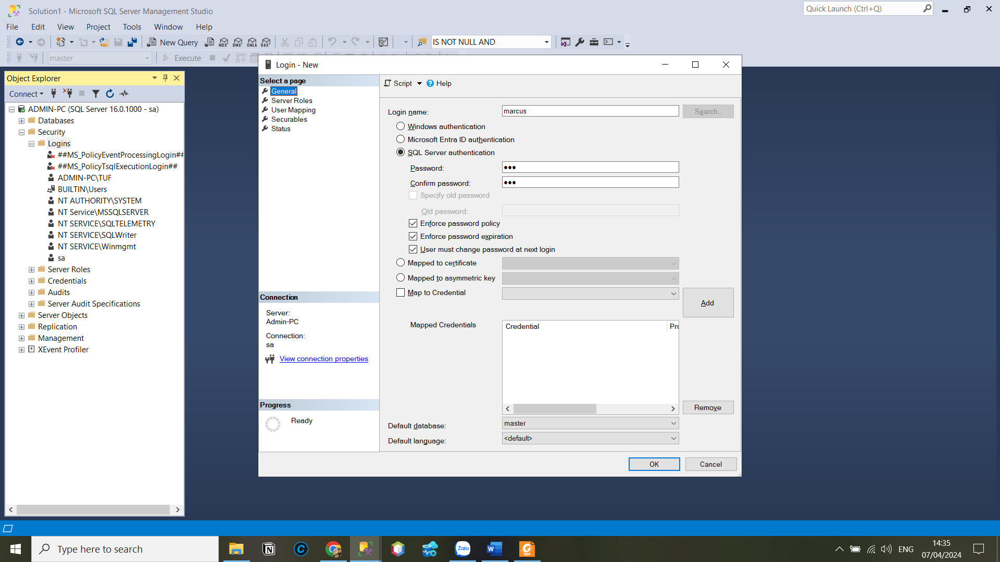 Solution1 - Microsoft SQL Server Management Studio
Quick Launch (Ctrl+Q)
File Edit View Project Tools Window Help
New Query MDX DMX XMLA DAX IS NOT NULL AND
master Execute
Object Explorer
Connect
ADMIN-PC (SQL Server 16.0.1000 - sa)
Databases
Security
Logins
##MS_PolicyEventProcessingLogin##
##MS_PolicyTsqlExecutionLogin##
ADMIN-PC\TUF
BUILTIN\Users
NT AUTHORITY\SYSTEM
NT Service\MSSQLSERVER
NT SERVICE\SQLTELEMETRY
NT SERVICE\SQLWriter
NT SERVICE\Winmgmt
sa
Server Roles
Credentials
Audits
Server Audit Specifications
Server Objects
Replication
Management
XEvent Profiler
Login - New
Select a page
General
Server Roles
User Mapping
Securables
Status
Connection
Server:
Admin-PC
Connection:
sa
View connection properties
Progress
Ready
Script Help
Login name: marcus Search...
Windows authentication
Microsoft Entra ID authentication
SQL Server authentication
Password: ●●●
Confirm password: ●●●
Specify old password
Old password:
Enforce password policy
Enforce password expiration
User must change password at next login
Mapped to certificate
Mapped to asymmetric key
Map to Credential
Add
Mapped Credentials Credential Pro
Remove
Default database: master
Default language: <default>
OK Cancel
Type here to search
Zalo
W
PDF
ENG
14:35
07/04/2024